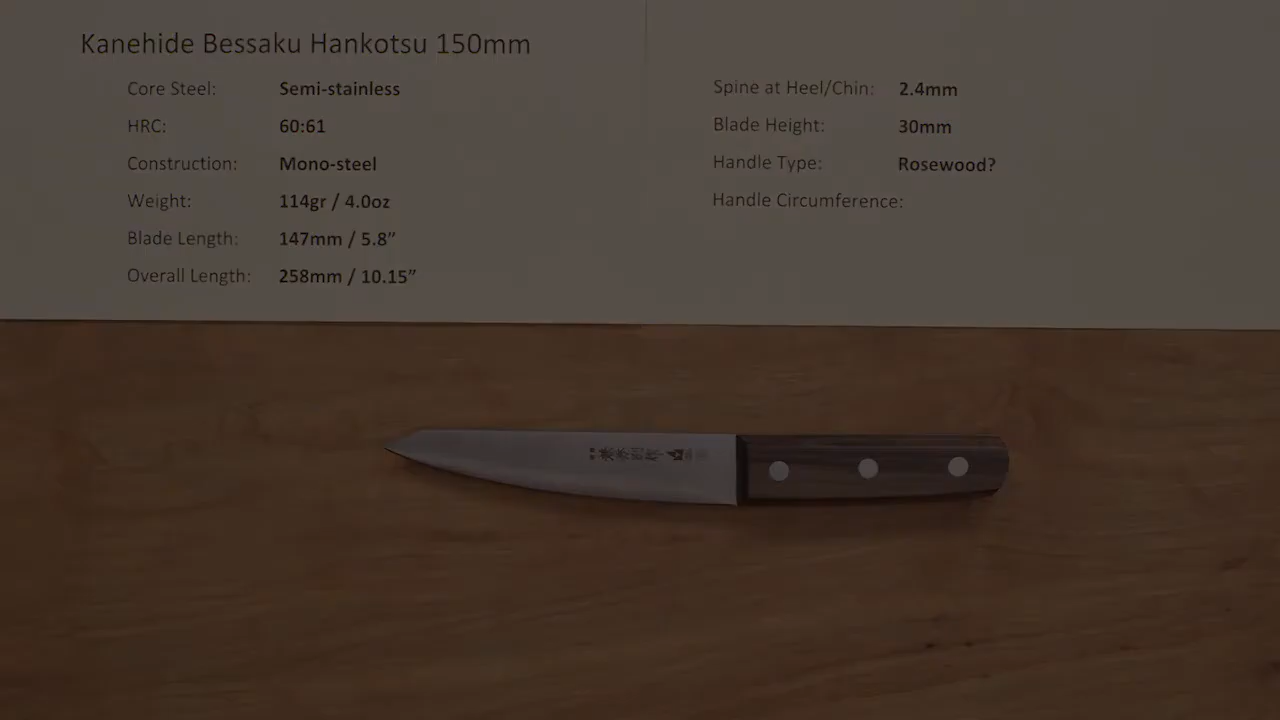 Kanehide Bessaku Hankotsu 150mm
Core Steel: Semi-stainless
HRC: 60:61
Construction: Mono-steel
Weight: 114gr / 4.0oz
Blade Length: 147mm / 5.8”
Overall Length: 258mm / 10.15”
Spine at Heel/Chin: 2.4mm
Blade Height: 30mm
Handle Type: Rosewood?
Handle Circumference: